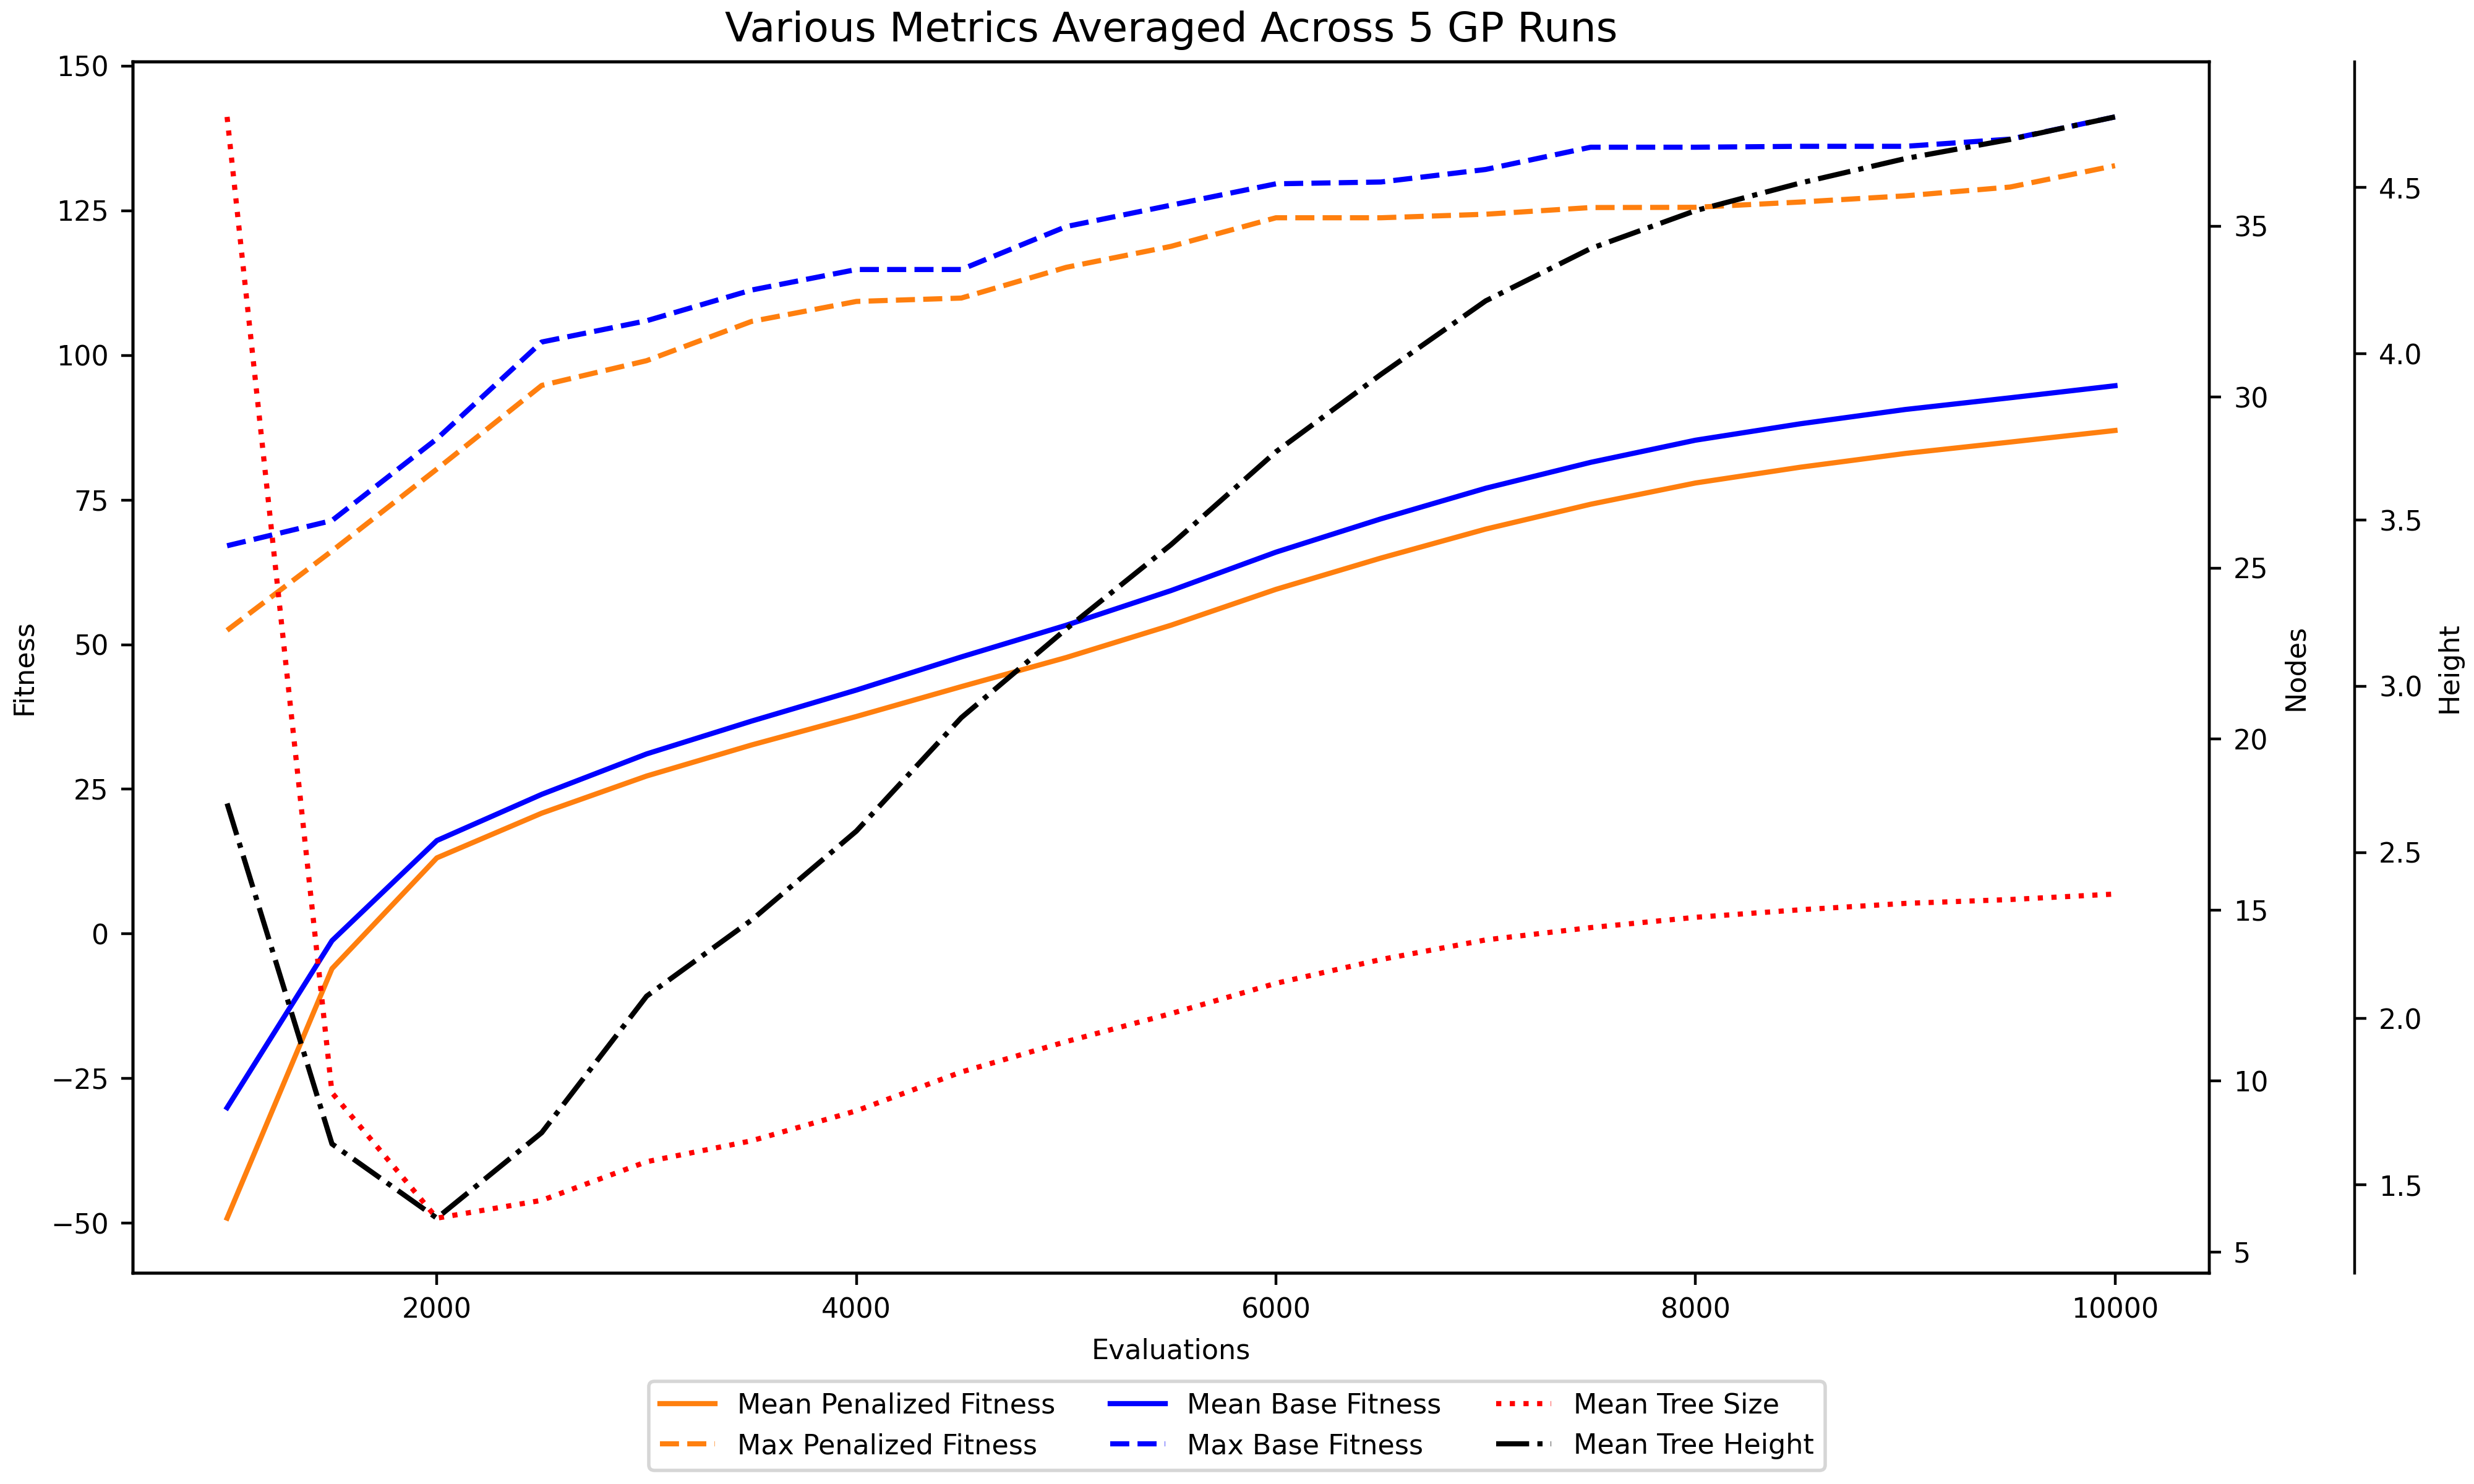 Various Metrics Averaged Across 5 GP Runs
150
125
100
75
50
25
0
−25
−50
Fitness
35
30
25
20
15
10
5
Nodes
4.5
4.0
3.5
3.0
2.5
2.0
1.5
Height
2000 4000 6000 8000 10000
Evaluations
Mean Penalized Fitness Mean Base Fitness Mean Tree Size
Max Penalized Fitness Max Base Fitness Mean Tree Height